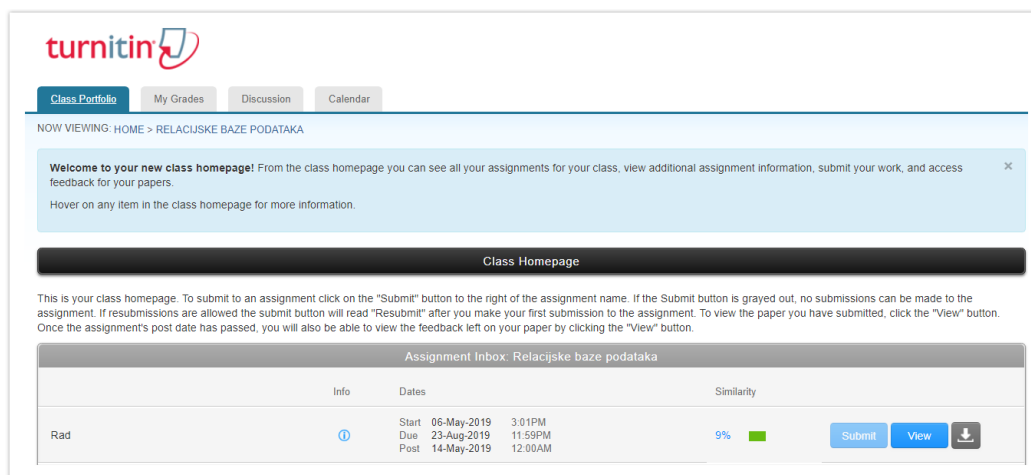 turnitin
Class Portfolio My Grades Discussion Calendar
NOW VIEWING: HOME > RELACIJSKE BAZE PODATAKA
Welcome to your new class homepage! From the class homepage you can see all your assignments for your class, view additional assignment information, submit your work, and access
feedback for your papers.
Hover on any item in the class homepage for more information.
Class Homepage
This is your class homepage. To submit to an assignment click on the "Submit" button to the right of the assignment name. If the Submit button is grayed out, no submissions can be made to the
assignment. If resubmissions are allowed the submit button will read "Resubmit" after you make your first submission to the assignment. To view the paper you have submitted, click the "View" button.
Once the assignment's post date has passed, you will also be able to view the feedback left on your paper by clicking the "View" button.
Assignment Inbox: Relacijske baze podataka
Info Dates Similarity
Start 06-May-2019 3:01PM
Rad Due 23-Aug-2019 11:59PM 9% Submit View
Post 14-May-2019 12:00AM